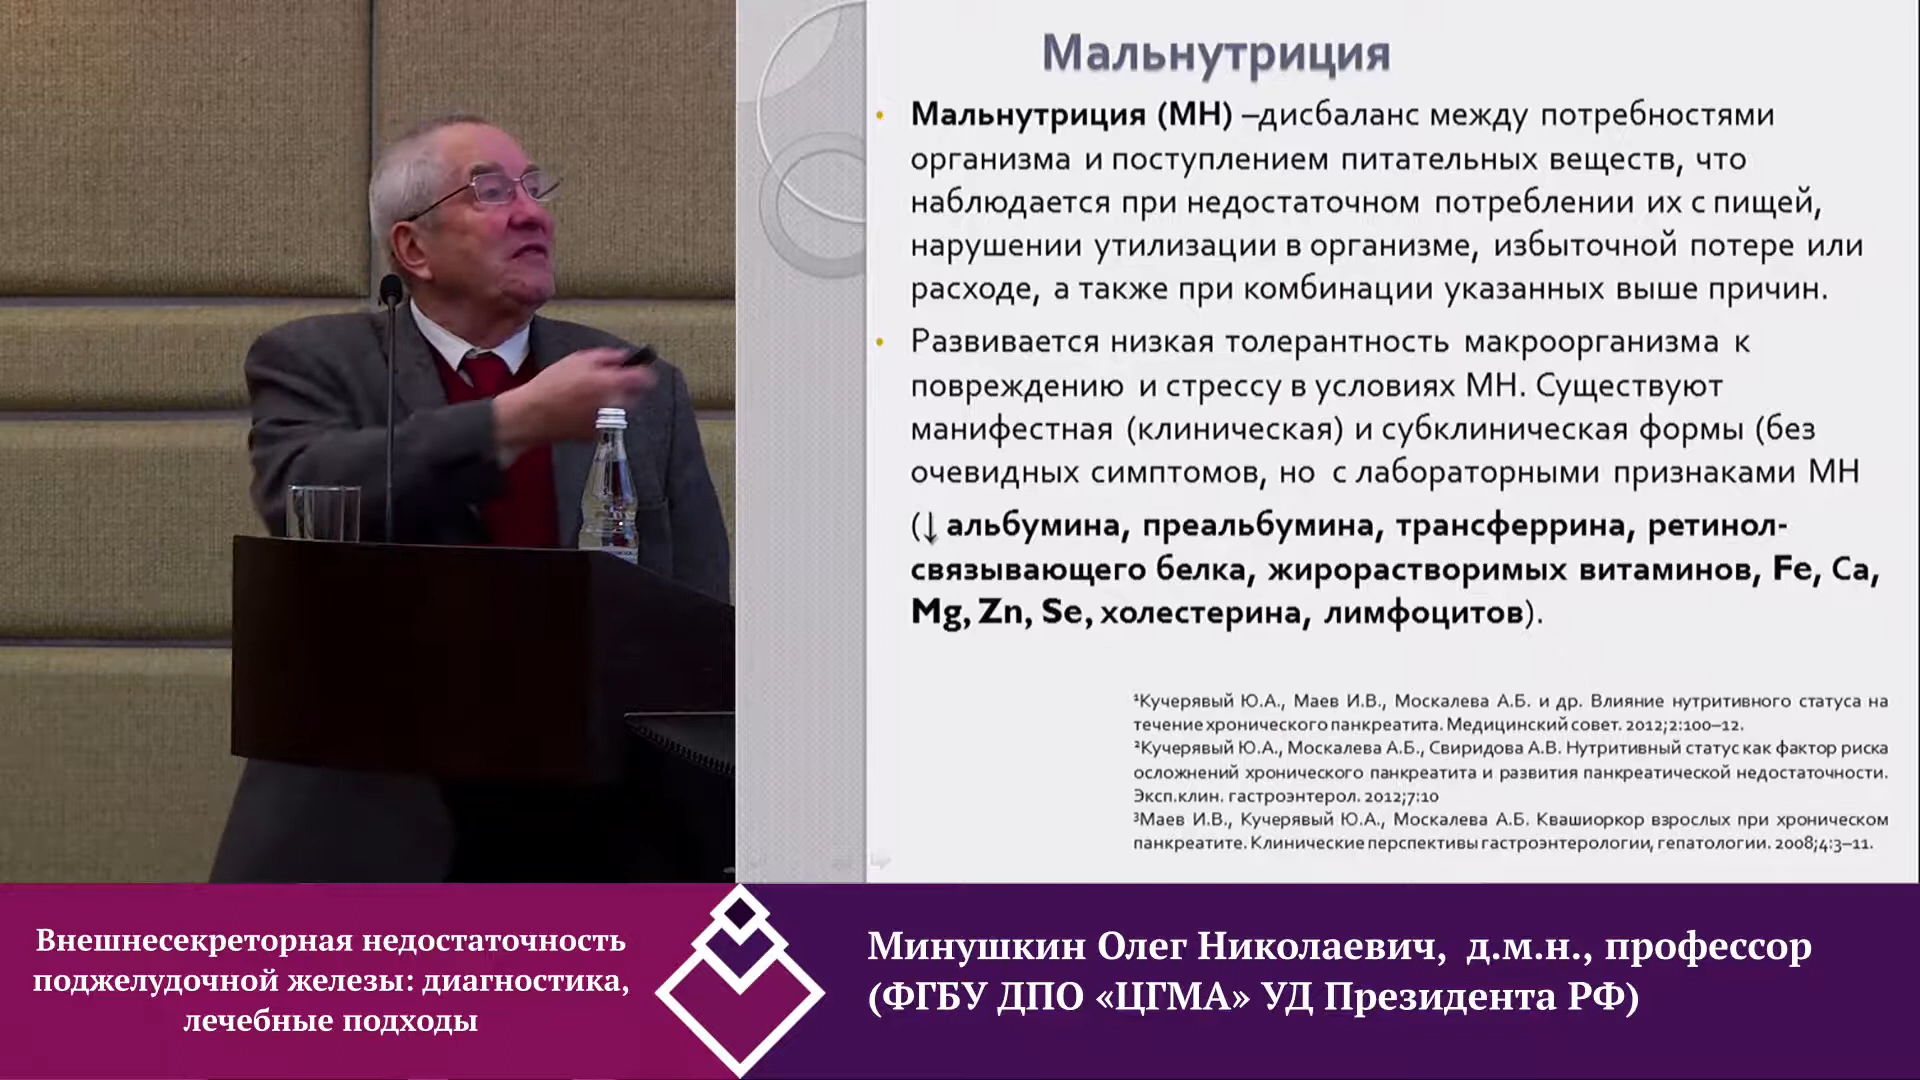 Мальнутриция
Мальнутриция (МН) –дисбаланс между потребностями
организма и поступлением питательных веществ, что
наблюдается при недостаточном потреблении их с пищей,
нарушении утилизации в организме, избыточной потере или
расходе, а также при комбинации указанных выше причин.
Развивается низкая толерантность макроорганизма к
повреждению и стрессу в условиях МН. Существуют
манифестная (клиническая) и субклиническая формы (без
очевидных симптомов, но с лабораторными признаками МН
(↓ альбумина, преальбумина, трансферрина, ретинол-
связывающего белка, жирорастворимых витаминов, Fe, Ca,
Mg, Zn, Se, холестерина, лимфоцитов).
¹Кучерявый Ю.А., Маев И.В., Москалева А.Б. и др. Влияние нутритивного статуса на
течение хронического панкреатита. Медицинский совет. 2012;2:100–12.
²Кучерявый Ю.А., Москалева А.Б., Свиридова А.В. Нутритивный статус как фактор риска
осложнений хронического панкреатита и развития панкреатической недостаточности.
Эксп.клин. гастроэнтерол. 2012;7:10
³Маев И.В., Кучерявый Ю.А., Москалева А.Б. Квашиоркор взрослых при хроническом
панкреатите. Клинические перспективы гастроэнтерологии, гепатологии. 2008;4:3–11.
Внешнесекреторная недостаточность
поджелудочной железы: диагностика,
лечебные подходы
Минушкин Олег Николаевич, д.м.н., профессор
(ФГБУ ДПО «ЦГМА» УД Президента РФ)